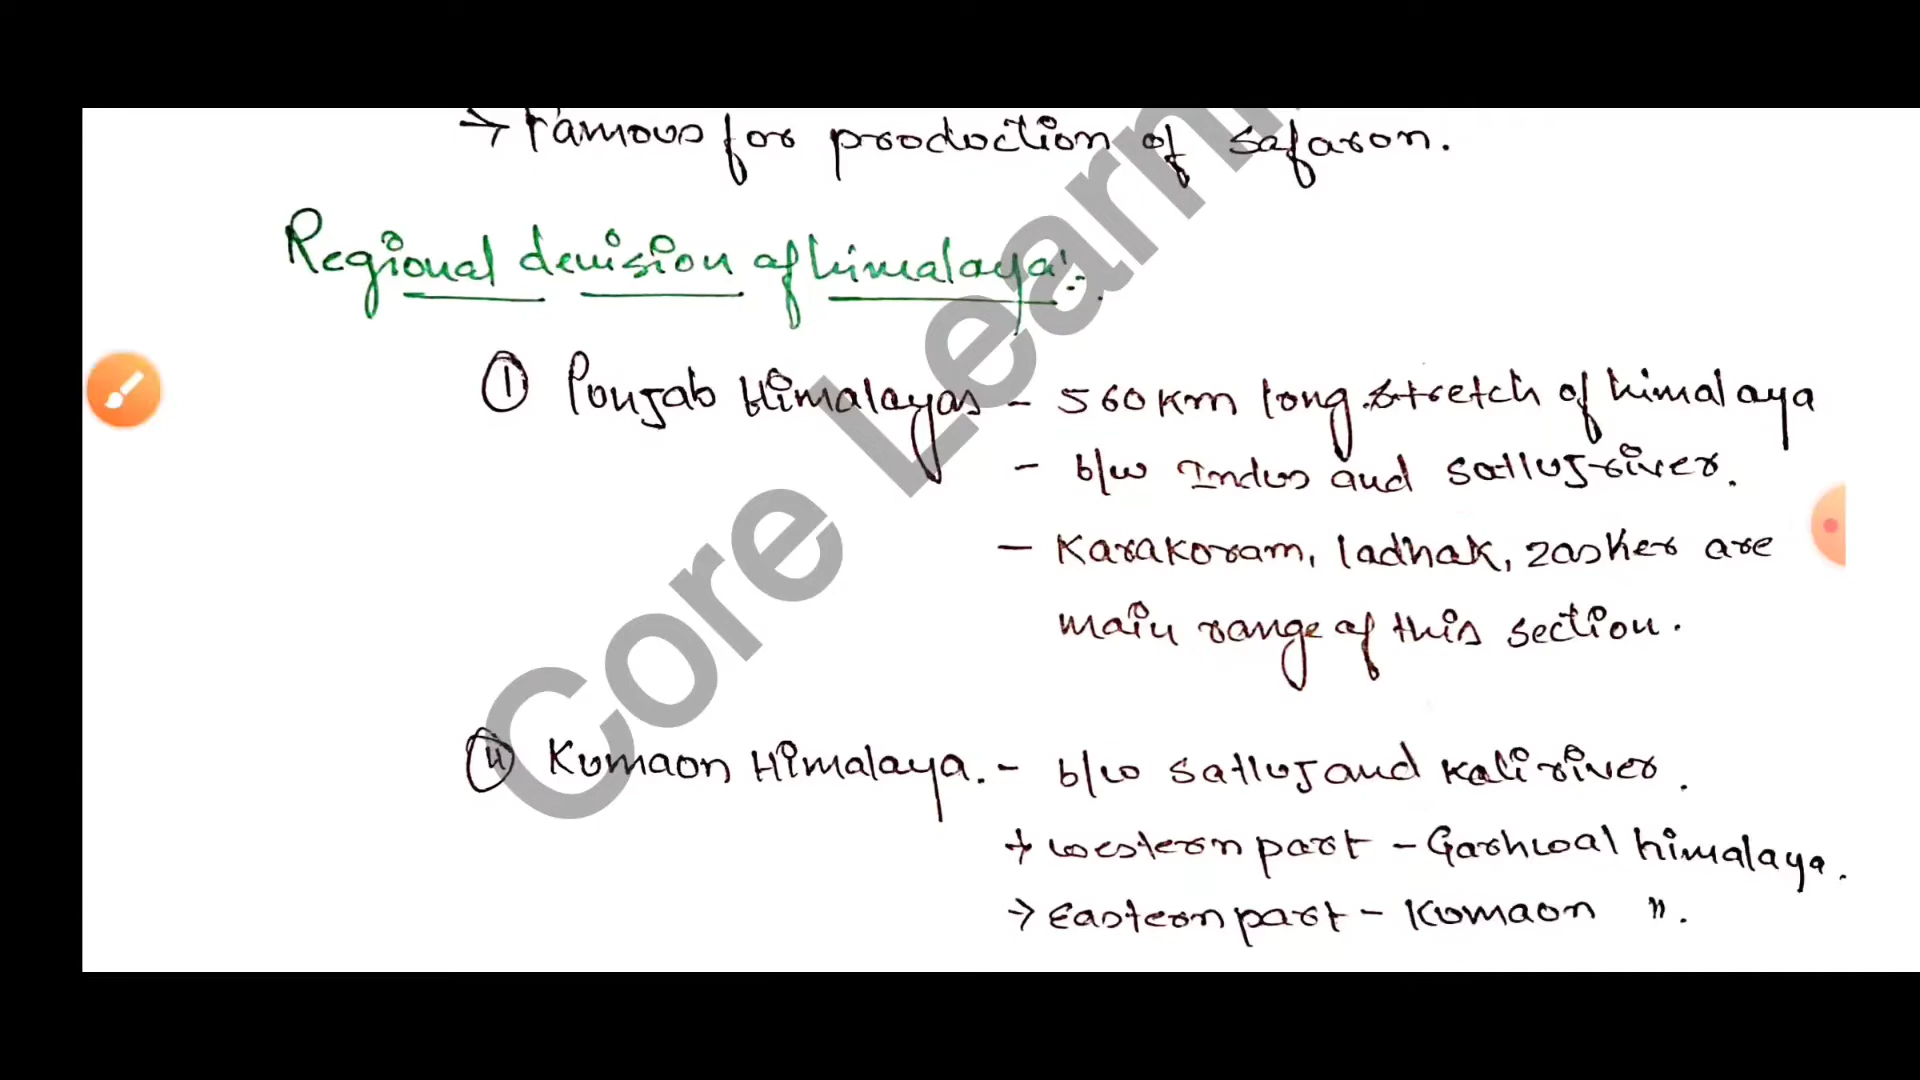 → Famous for production of safaron.
Regional devision of himalaya:-
① Punjab Himalayas - 560 Km long stretch of himalaya
- b/w Indus and Satluj river.
- Karakoram, ladhak, zasker are
main range of this section.
ⓘⓘ Kumaon Himalaya. - b/w Satluj and Kali river.
→ western part - Garhwal himalaya.
→ Eastern part - Kumaon ".
Core Learni